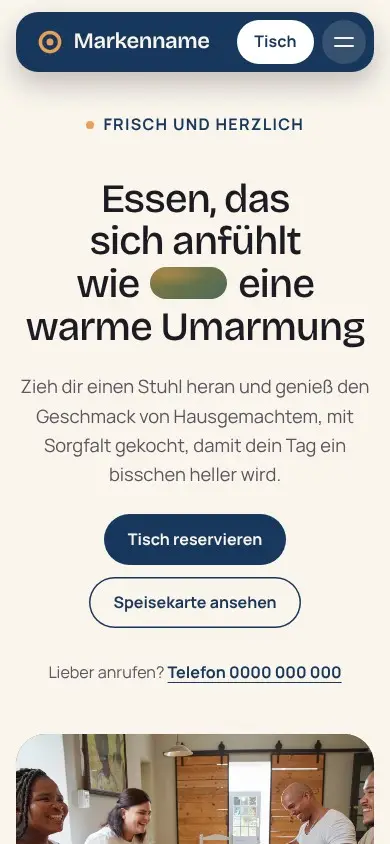 Markenname
Tisch
FRISCH UND HERZLICH
Essen, das
sich anfühlt
wie eine
warme Umarmung
Zieh dir einen Stuhl heran und genieß den
Geschmack von Hausgemachtem, mit
Sorgfalt gekocht, damit dein Tag ein
bisschen heller wird.
Tisch reservieren
Speisekarte ansehen
Lieber anrufen? Telefon 0000 000 000